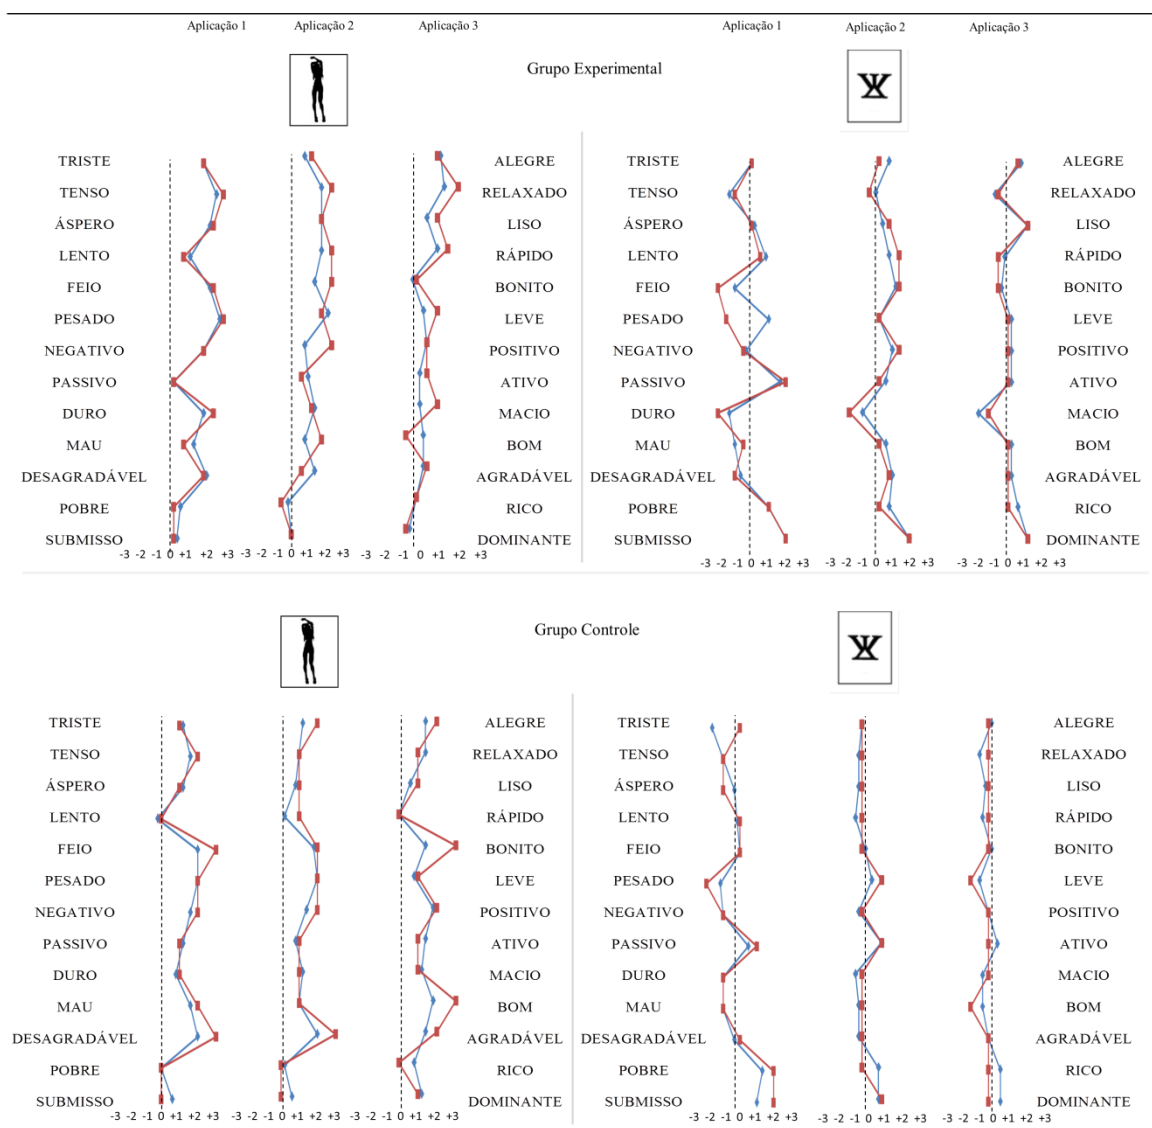 Aplicação 1 Aplicação 2 Aplicação 3 Aplicação 1 Aplicação 2 Aplicação 3
Grupo Experimental
TRISTE ALEGRE TRISTE ALEGRE
TENSO RELAXADO TENSO RELAXADO
ÁSPERO LISO ÁSPERO LISO
LENTO RÁPIDO LENTO RÁPIDO
FEIO BONITO FEIO BONITO
PESADO LEVE PESADO LEVE
NEGATIVO POSITIVO NEGATIVO POSITIVO
PASSIVO ATIVO PASSIVO ATIVO
DURO MACIO DURO MACIO
MAU BOM MAU BOM
DESAGRADÁVEL AGRADÁVEL DESAGRADÁVEL AGRADÁVEL
POBRE RICO POBRE RICO
SUBMISSO DOMINANTE SUBMISSO DOMINANTE
-3 -2 -1 0 +1 +2 +3 -3 -2 -1 0 +1 +2 +3 -3 -2 -1 0 +1 +2 +3 -3 -2 -1 0 +1 +2 +3 -3 -2 -1 0 +1 +2 +3 -3 -2 -1 0 +1 +2 +3
Grupo Controle
TRISTE ALEGRE TRISTE ALEGRE
TENSO RELAXADO TENSO RELAXADO
ÁSPERO LISO ÁSPERO LISO
LENTO RÁPIDO LENTO RÁPIDO
FEIO BONITO FEIO BONITO
PESADO LEVE PESADO LEVE
NEGATIVO POSITIVO NEGATIVO POSITIVO
PASSIVO ATIVO PASSIVO ATIVO
DURO MACIO DURO MACIO
MAU BOM MAU BOM
DESAGRADÁVEL AGRADÁVEL DESAGRADÁVEL AGRADÁVEL
POBRE RICO POBRE RICO
SUBMISSO DOMINANTE SUBMISSO DOMINANTE
-3 -2 -1 0 +1 +2 +3 -3 -2 -1 0 +1 +2 +3 -3 -2 -1 0 +1 +2 +3 -3 -2 -1 0 +1 +2 +3 -3 -2 -1 0 +1 +2 +3 -3 -2 -1 0 +1 +2 +3